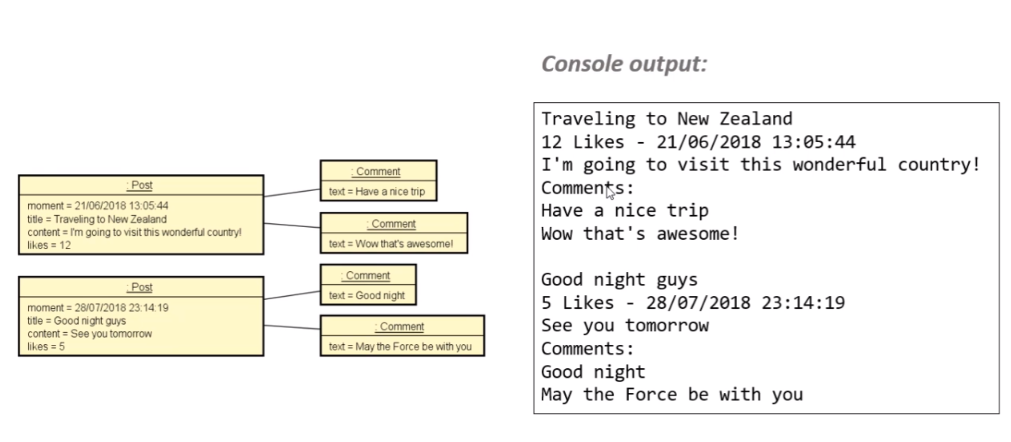 Console output:
: Post
moment = 21/06/2018 13:05:44
title = Traveling to New Zealand
content = I'm going to visit this wonderful country!
likes = 12
: Comment
text = Have a nice trip
: Comment
text = Wow that's awesome!
: Post
moment = 28/07/2018 23:14:19
title = Good night guys
content = See you tomorrow
likes = 5
: Comment
text = Good night
: Comment
text = May the Force be with you
Traveling to New Zealand
12 Likes - 21/06/2018 13:05:44
I'm going to visit this wonderful country!
Comments:
Have a nice trip
Wow that's awesome!
Good night guys
5 Likes - 28/07/2018 23:14:19
See you tomorrow
Comments:
Good night
May the Force be with you